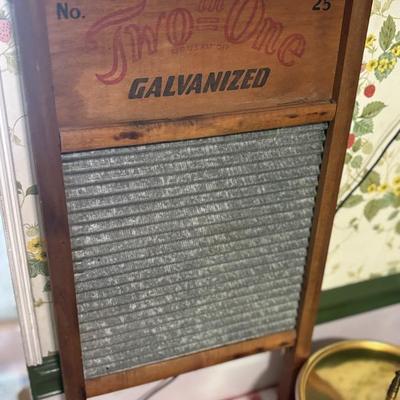 No. 25
Two in One
GALVANIZED